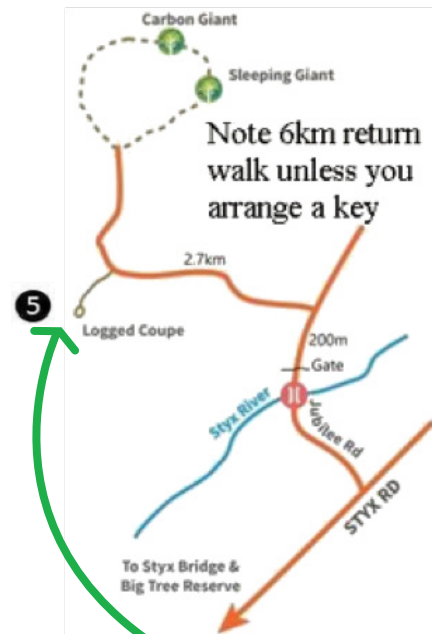 Carbon Giant
Sleeping Giant
Note 6km return
walk unless you
arrange a key
2.7km
5
Logged Coupe
200m
Gate
Styx River
Jubilee Rd
STYX RD
To Styx Bridge &
Big Tree Reserve